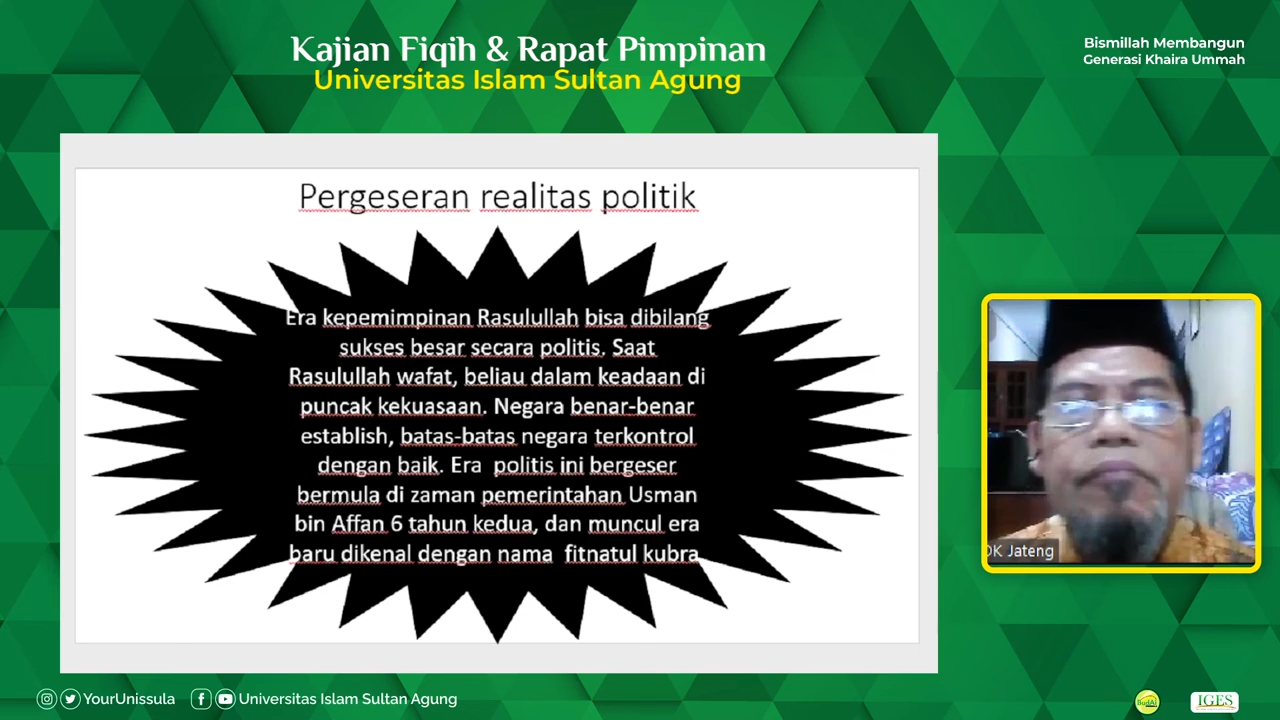 Kajian Fiqih & Rapat Pimpinan
Universitas Islam Sultan Agung
Bismillah Membangun
Generasi Khaira Ummah
Pergeseran realitas politik
Era kepemimpinan Rasulullah bisa dibilang
sukses besar secara politis. Saat
Rasulullah wafat, beliau dalam keadaan di
puncak kekuasaan. Negara benar-benar
establish, batas-batas negara terkontrol
dengan baik. Era politis ini bergeser
bermula di zaman pemerintahan Usman
bin Affan 6 tahun kedua, dan muncul era
baru dikenal dengan nama fitnatul kubra
OK Jateng
YourUnissula
Universitas Islam Sultan Agung
BudAi
IGES